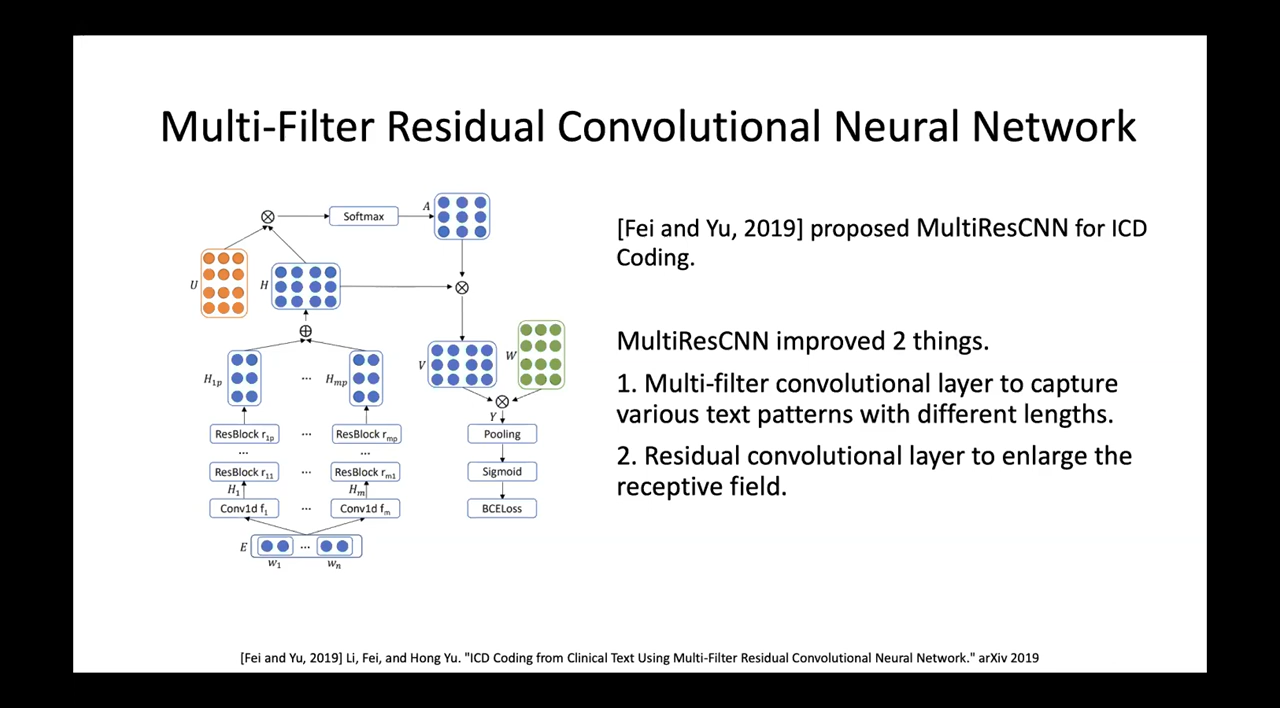 Multi-Filter Residual Convolutional Neural Network
A
Softmax
U
H
H1p
...
Hmp
V
W
Y
ResBlock r1p
...
ResBlock rmp
Pooling
...
...
ResBlock r11
...
ResBlock rm1
Sigmoid
H1
Hm
Conv1d f1
...
Conv1d fm
BCELoss
E
...
w1
wn
[Fei and Yu, 2019] proposed MultiResCNN for ICD
Coding.
MultiResCNN improved 2 things.
1. Multi-filter convolutional layer to capture
various text patterns with different lengths.
2. Residual convolutional layer to enlarge the
receptive field.
[Fei and Yu, 2019] Li, Fei, and Hong Yu. "ICD Coding from Clinical Text Using Multi-Filter Residual Convolutional Neural Network." arXiv 2019